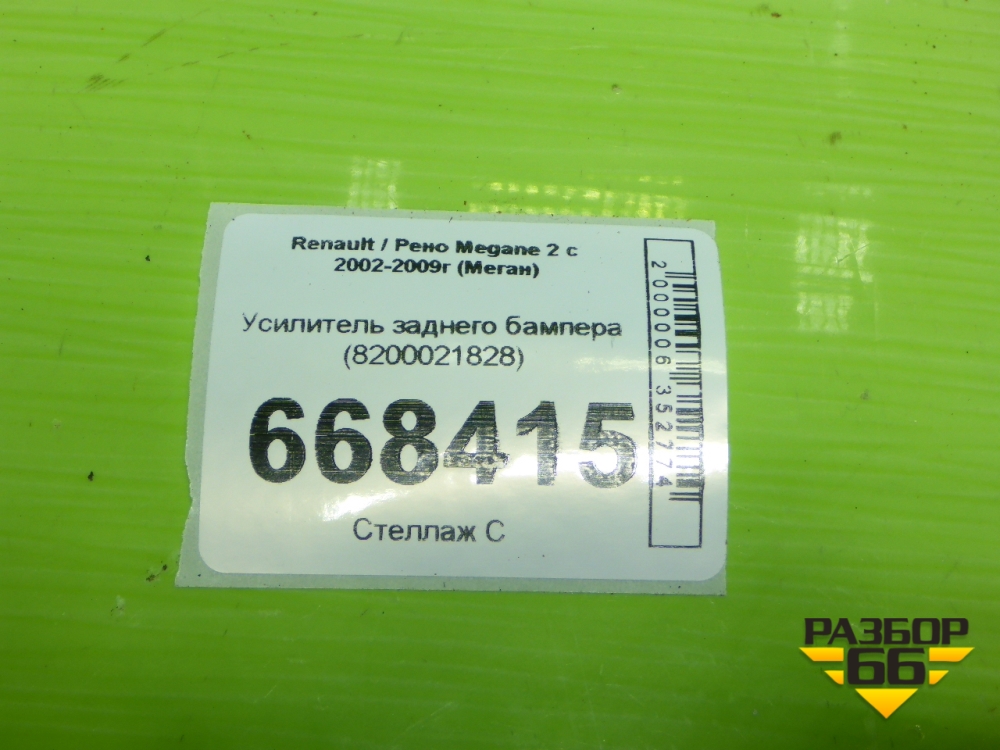 Renault / Рено Megane 2 с
2002-2009г (Меган)
Усилитель заднего бампера
(8200021828)
668415
Стеллаж С
2000006352774
РАЗБОР
66